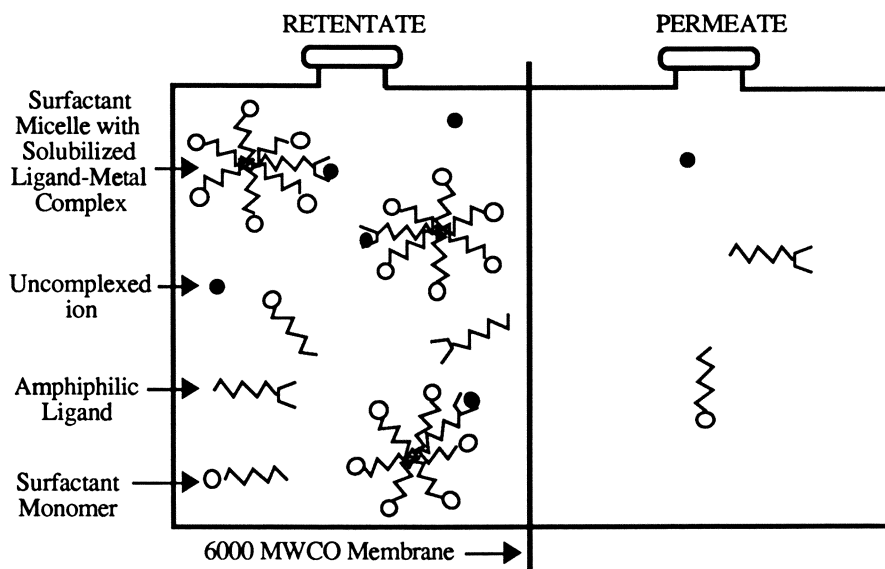 RETENTATE
PERMEATE
Surfactant
Micelle with
Solubilized
Ligand-Metal
Complex
Uncomplexed
ion
Amphiphilic
Ligand
Surfactant
Monomer
6000 MWCO Membrane